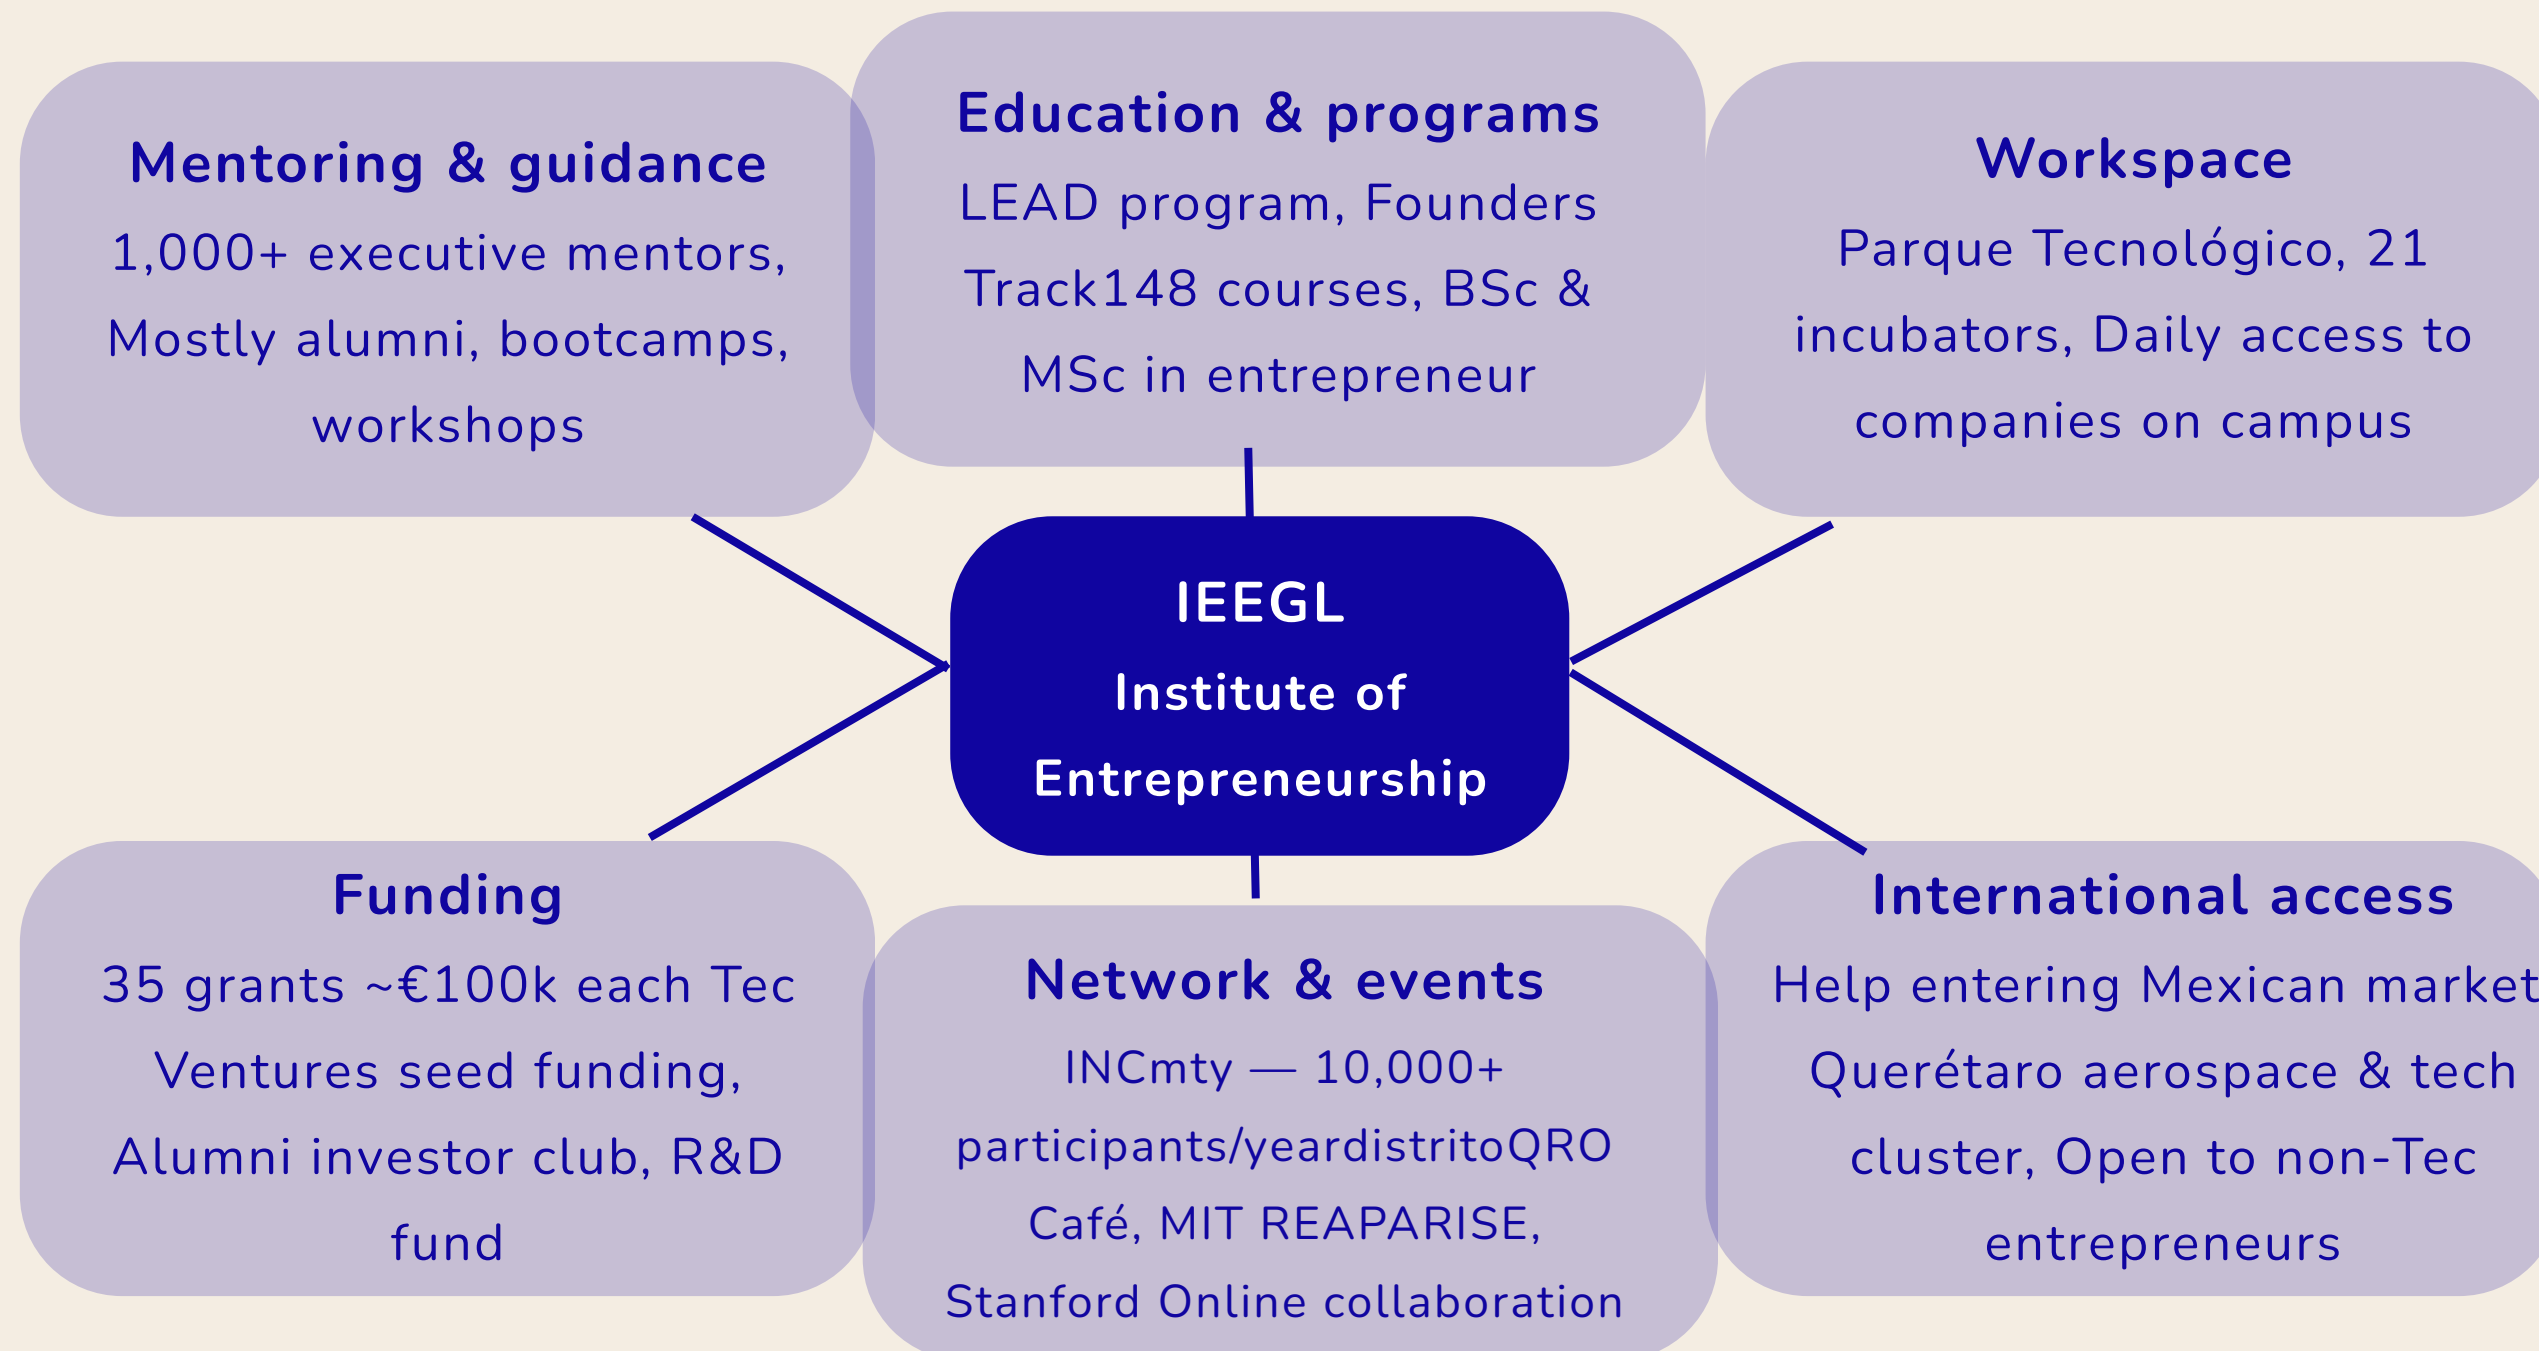 Mentoring & guidance
1,000+ executive mentors,
Mostly alumni, bootcamps,
workshops
Education & programs
LEAD program, Founders
Track148 courses, BSc &
MSc in entrepreneur
Workspace
Parque Tecnológico, 21
incubators, Daily access to
companies on campus
IEEGL
Institute of
Entrepreneurship
Funding
35 grants ~€100k each Tec
Ventures seed funding,
Alumni investor club, R&D
fund
Network & events
INCmty — 10,000+
participants/yeardistritoQRO
Café, MIT REAPARISE,
Stanford Online collaboration
International access
Help entering Mexican market
Querétaro aerospace & tech
cluster, Open to non-Tec
entrepreneurs